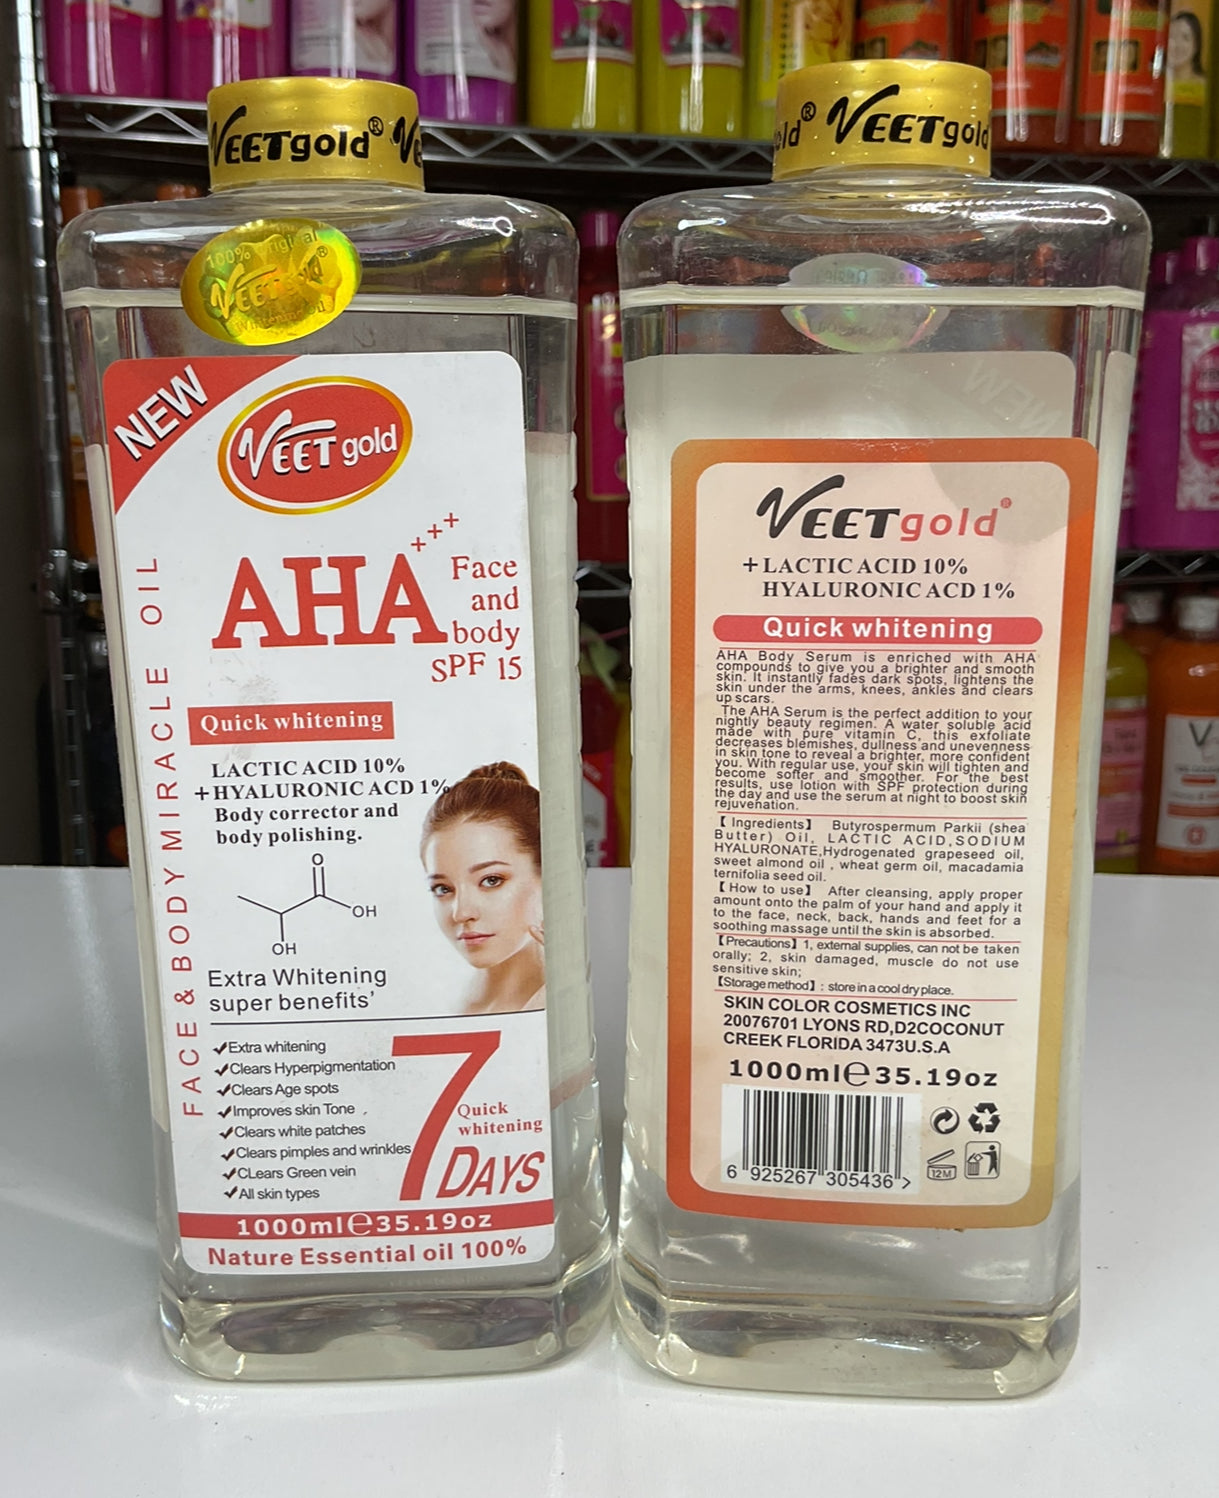 VEETgold®
100% Original
VEETgold®
Whitening Oil
NEW
VEET gold
AHA+++
Face
and
body
SPF 15
FACE & BODY MIRACLE OIL
Quick whitening
LACTIC ACID 10%
+HYALURONIC ACD 1%
Body corrector and
body polishing.
O
OH
OH
Extra Whitening
super benefits'
✓Extra whitening
✓Clears Hyperpigmentation
✓Clears Age spots
✓Improves skin Tone .
✓Clears white patches
✓Clears pimples and wrinkles
✓CLears Green vein
✓All skin types
7
Quick
whitening
DAYS
1000ml℮35.19oz
Nature Essential oil 100%
VEETgold
NEW
VEETgold®
+LACTIC ACID 10%
HYALURONIC ACD 1%
Quick whitening
AHA Body Serum is enriched with AHA
compounds to give you a brighter and smooth
skin. It instantly fades dark spots, lightens the
skin under the arms, knees, ankles and clears
up scars.
The AHA Serum is the perfect addition to your
nightly beauty regimen. A water soluble acid
made with pure vitamin C, this exfoliate
decreases blemishes, dullness and unevenness
in skin tone to reveal a brighter, more confident
you. With regular use, your skin will tighten and
become softer and smoother. For the best
results, use lotion with SPF protection during
the day and use the serum at night to boost skin
rejuvenation.
【Ingredients】 Butyrospermum Parkii (shea
Butter) Oil, LACTIC ACID,SODIUM
HYALURONATE,Hydrogenated grapeseed oil,
sweet almond oil , wheat germ oil, macadamia
ternifolia seed oil.
【How to use】 After cleansing, apply proper
amount onto the palm of your hand and apply it
to the face, neck, back, hands and feet for a
soothing massage until the skin is absorbed.
【Precautions】1, external supplies, can not be taken
orally; 2, skin damaged, muscle do not use
sensitive skin;
【Storage method】: store in a cool dry place.
SKIN COLOR COSMETICS INC
20076701 LYONS RD,D2COCONUT
CREEK FLORIDA 3473U.S.A
1000ml℮35.19oz
6 925267 305436 >
12M